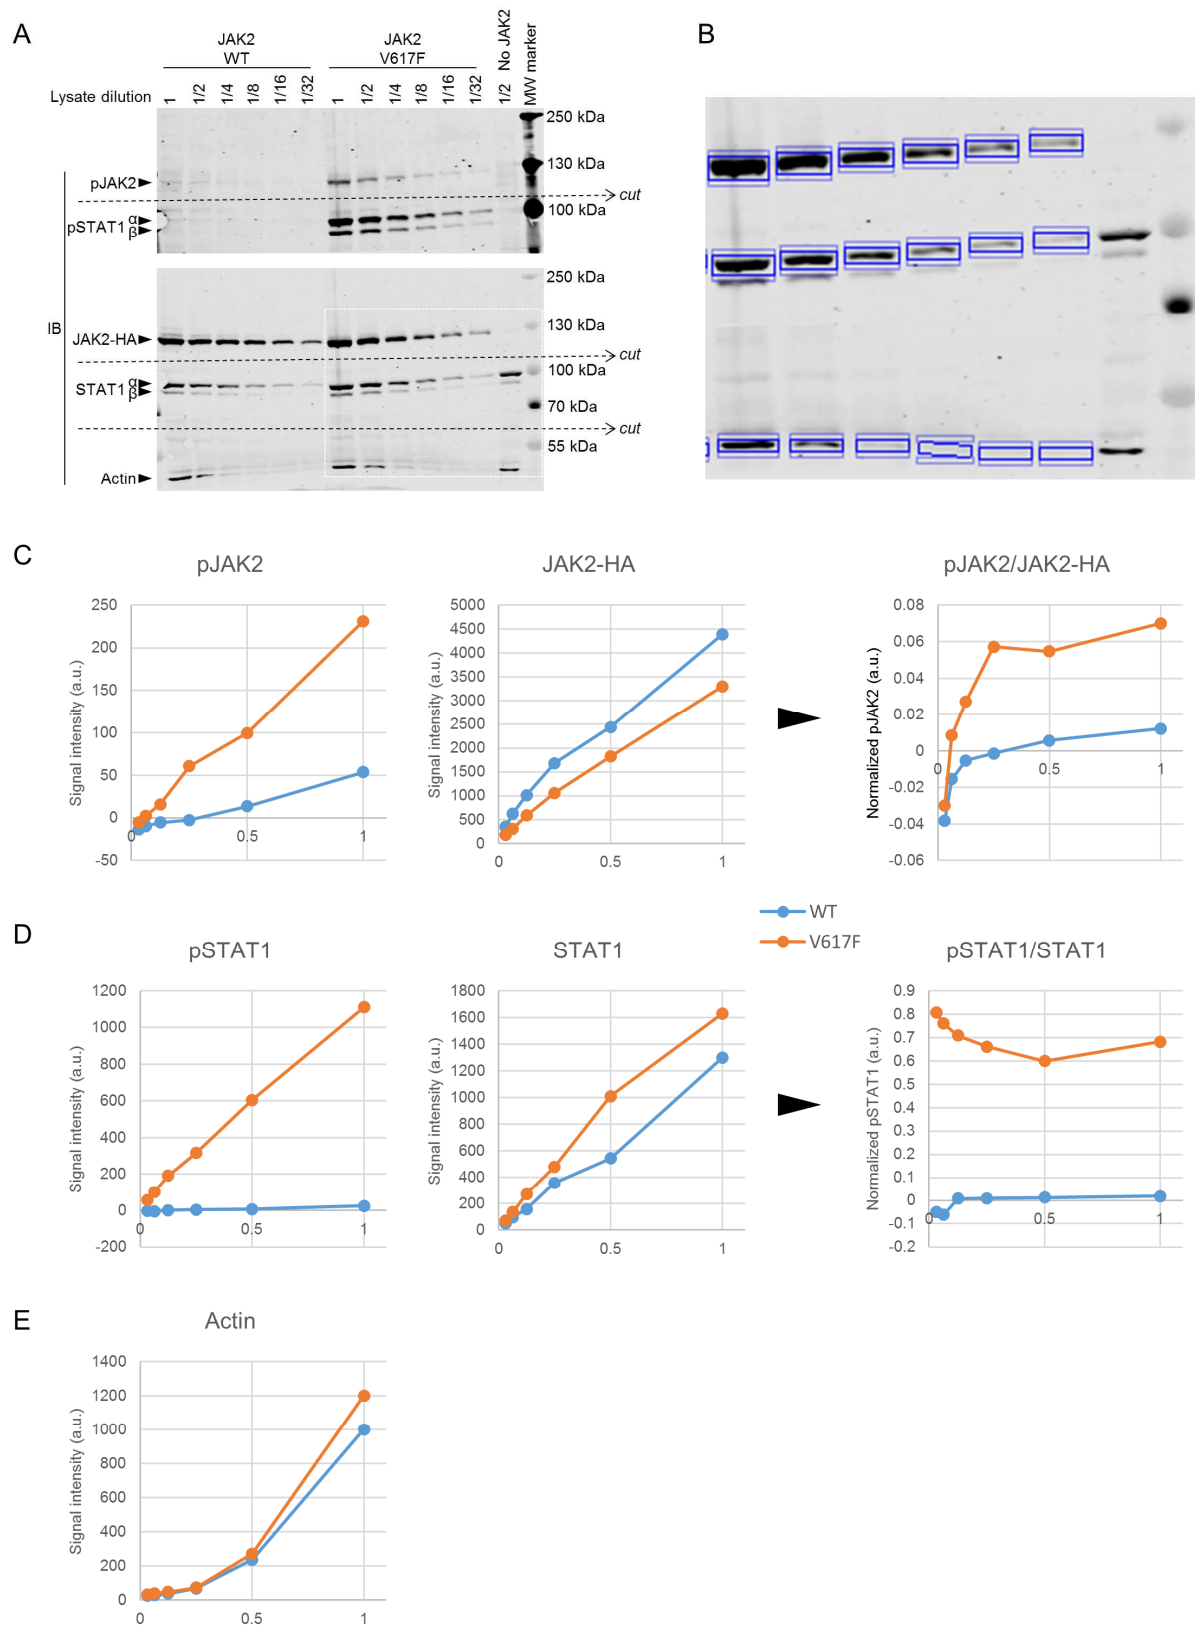 A
JAK2
WT
JAK2
V617F
No JAK2
MW marker
Lysate dilution
1 1/2 1/4 1/8 1/16 1/32 1 1/2 1/4 1/8 1/16 1/32 1/2
250 kDa
130 kDa
pJAK2
cut
100 kDa
pSTAT1 α
β
250 kDa
IB
130 kDa
JAK2-HA
cut
100 kDa
STAT1 α
β
70 kDa
cut
55 kDa
Actin
B
C
pJAK2
Signal intensity (a.u.)
250
200
150
100
50
0
-50
0 0.5 1
JAK2-HA
Signal intensity (a.u.)
5000
4500
4000
3500
3000
2500
2000
1500
1000
500
0
0 0.5 1
pJAK2/JAK2-HA
Normalized pJAK2 (a.u.)
0.08
0.06
0.04
0.02
0
-0.02
-0.04
-0.06
0 0.5 1
WT
V617F
D
pSTAT1
Signal intensity (a.u.)
1200
1000
800
600
400
200
0
-200
0 0.5 1
STAT1
Signal intensity (a.u.)
1800
1600
1400
1200
1000
800
600
400
200
0
0 0.5 1
pSTAT1/STAT1
Normalized pSTAT1 (a.u.)
0.9
0.8
0.7
0.6
0.5
0.4
0.3
0.2
0.1
0
-0.1
-0.2
0 0.5 1
E
Actin
Signal intensity (a.u.)
1400
1200
1000
800
600
400
200
0
0 0.5 1